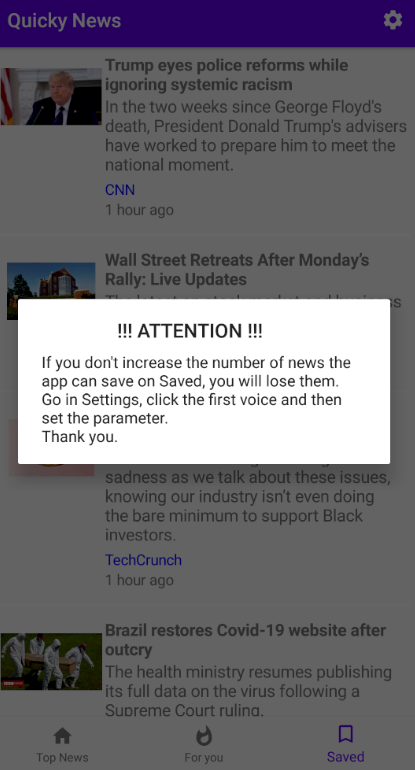 Quicky News
Trump eyes police reforms while
ignoring systemic racism
In the two weeks since George Floyd's
death, President Donald Trump's advisers
have worked to prepare him to meet the
national moment.
CNN
1 hour ago
Wall Street Retreats After Monday's
Rally: Live Updates
!!! ATTENTION !!!
If you don't increase the number of news the
app can save on Saved, you will lose them.
Go in Settings, click the first voice and then
set the parameter.
Thank you.
sadness as we talk about these issues,
knowing our industry isn't even doing
the bare minimum to support Black
investors.
TechCrunch
1 hour ago
Brazil restores Covid-19 website after
outcry
The health ministry resumes publishing
its full data on the virus following a
Supreme Court ruling.
Top News
For you
Saved